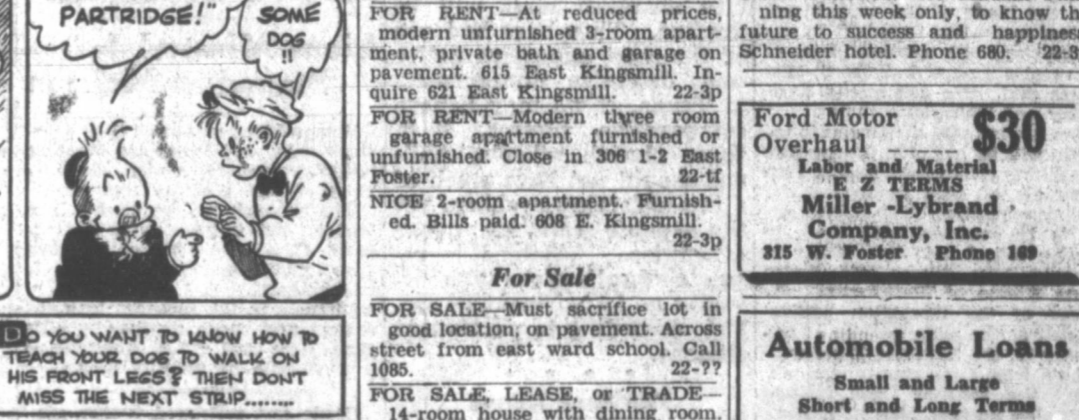 PARTRIDGE!"
SOME
DOG
!!
DO YOU WANT TO KNOW HOW TO
TEACH YOUR DOG TO WALK ON
HIS FRONT LEGS? THEN DONT
MISS THE NEXT STRIP........
FOR RENT—At reduced prices,
modern unfurnished 3-room apart-
ment, private bath and garage on
pavement. 615 East Kingsmill. In-
quire 621 East Kingsmill. 22-3p
FOR RENT—Modern three room
garage apartment furnished or
unfurnished. Close in 306 1-2 East
Foster. 22-tf
NICE 2-room apartment. Furnish-
ed. Bills paid. 608 E. Kingsmill.
22-3p
For Sale
FOR SALE—Must sacrifice lot in
good location, on pavement. Across
street from east ward school. Call
1085. 22-??
FOR SALE, LEASE, or TRADE—
14-room house with dining room,
ning this week only, to know th
future to success and happiness
Schneider hotel. Phone 680. 22-3
Ford Motor
Overhaul _____ $30
Labor and Material
E Z TERMS
Miller -Lybrand
Company, Inc.
315 W. Foster Phone 169
Automobile Loans
Small and Large
Short and Long Terms